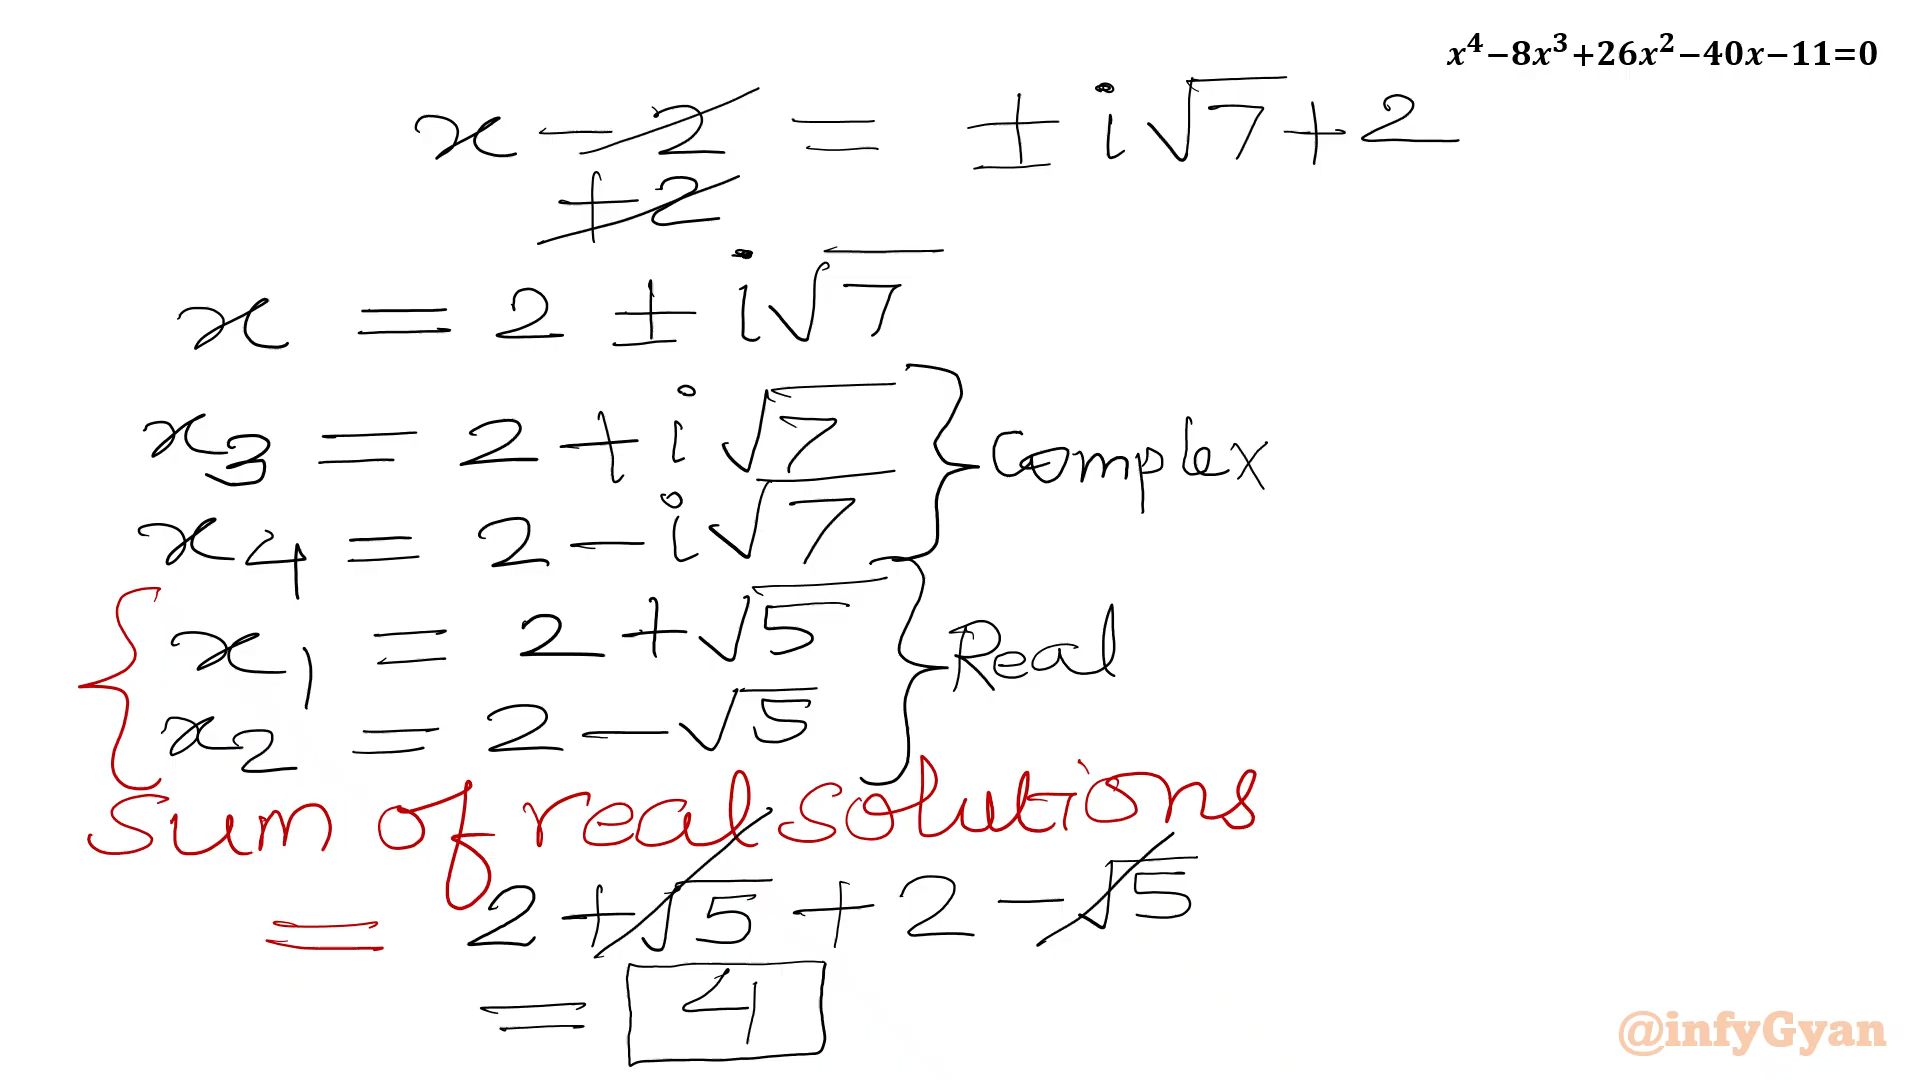 x⁴−8x³+26x²−40x−11=0
x − 2 = ± i√7 + 2
+2
x = 2 ± i√7
x₃ = 2 + i√7
x₄ = 2 − i√7
Complex
x₁ = 2 + √5
x₂ = 2 − √5
Real
Sum of real solutions
= 2 + √5 + 2 − √5
= 4
@infyGyan